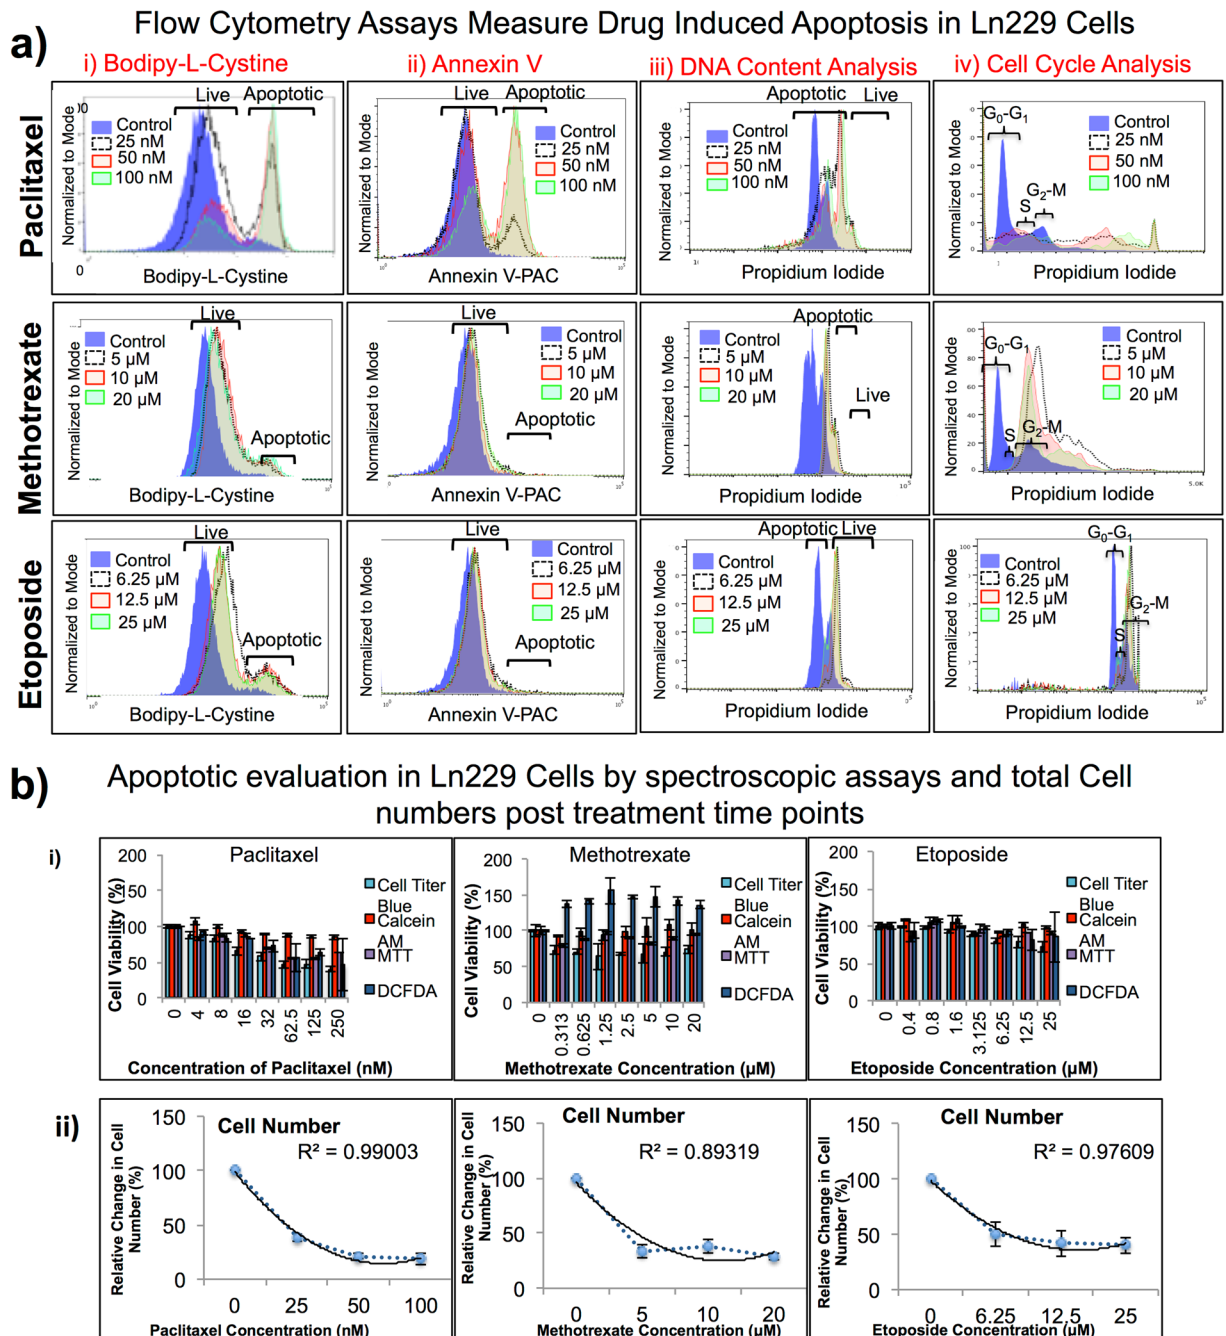 a)
Flow Cytometry Assays Measure Drug Induced Apoptosis in Ln229 Cells
i) Bodipy-L-Cystine
ii) Annexin V
iii) DNA Content Analysis
iv) Cell Cycle Analysis
Paclitaxel
Normalized to Mode
Live
Apoptotic
Control
25 nM
50 nM
100 nM
0
Bodipy-L-Cystine
Normalized to Mode
Live
Apoptotic
Control
25 nM
50 nM
100 nM
Annexin V-PAC
Normalized to Mode
Apoptotic
Live
Control
25 nM
50 nM
100 nM
Propidium Iodide
Normalized to Mode
G0-G1
S
G2-M
Control
25 nM
50 nM
100 nM
Propidium Iodide
Methotrexate
Normalized to Mode
Live
Control
5 µM
10 µM
20 µM
Apoptotic
Bodipy-L-Cystine
Normalized to Mode
Live
Control
5 µM
10 µM
20 µM
Apoptotic
Annexin V-PAC
Normalized to Mode
Apoptotic
Control
5 µM
10 µM
20 µM
Live
Propidium Iodide
Normalized to Mode
80
60
40
20
0
G0-G1
S
G2-M
Control
5 µM
10 µM
20 µM
5.0K
Propidium Iodide
Etoposide
Normalized to Mode
Live
Control
6.25 µM
12.5 µM
25 µM
Apoptotic
Bodipy-L-Cystine
Normalized to Mode
Live
Control
6.25 µM
12.5 µM
25 µM
Apoptotic
Annexin V-PAC
Normalized to Mode
Apoptotic
Live
Control
6.25 µM
12.5 µM
25 µM
Propidium Iodide
Normalized to Mode
100
G0-G1
S
G2-M
Control
6.25 µM
12.5 µM
25 µM
Propidium Iodide
b)
Apoptotic evaluation in Ln229 Cells by spectroscopic assays and total Cell
numbers post treatment time points
i)
Paclitaxel
Cell Viability (%)
200
150
100
50
0
Cell Titer
Blue
Calcein
AM
MTT
DCFDA
0 4 8 16 32 62.5 125 250
Concentration of Paclitaxel (nM)
Methotrexate
Cell Viability (%)
200
150
100
50
0
Cell Titer
Blue
Calcein
AM
MTT
DCFDA
0 0.313 0.625 1.25 2.5 5 10 20
Methotrexate Concentration (µM)
Etoposide
Cell Viability (%)
200
150
100
50
0
Cell Titer
Blue
Calcein
AM
MTT
DCFDA
0 0.4 0.8 1.6 3.125 6.25 12.5 25
Etoposide Concentration (µM)
ii)
Cell Number
R² = 0.99003
Relative Change in Cell
Number (%)
150
100
50
0
0 25 50 100
Paclitaxel Concentration (nM)
Cell Number
R² = 0.89319
Relative Change in Cell
Number (%)
150
100
50
0
0 5 10 20
Methotrexate Concentration (µM)
Cell Number
R² = 0.97609
Relative Change in Cell
Number (%)
150
100
50
0
0 6.25 12.5 25
Etoposide Concentration (µM)